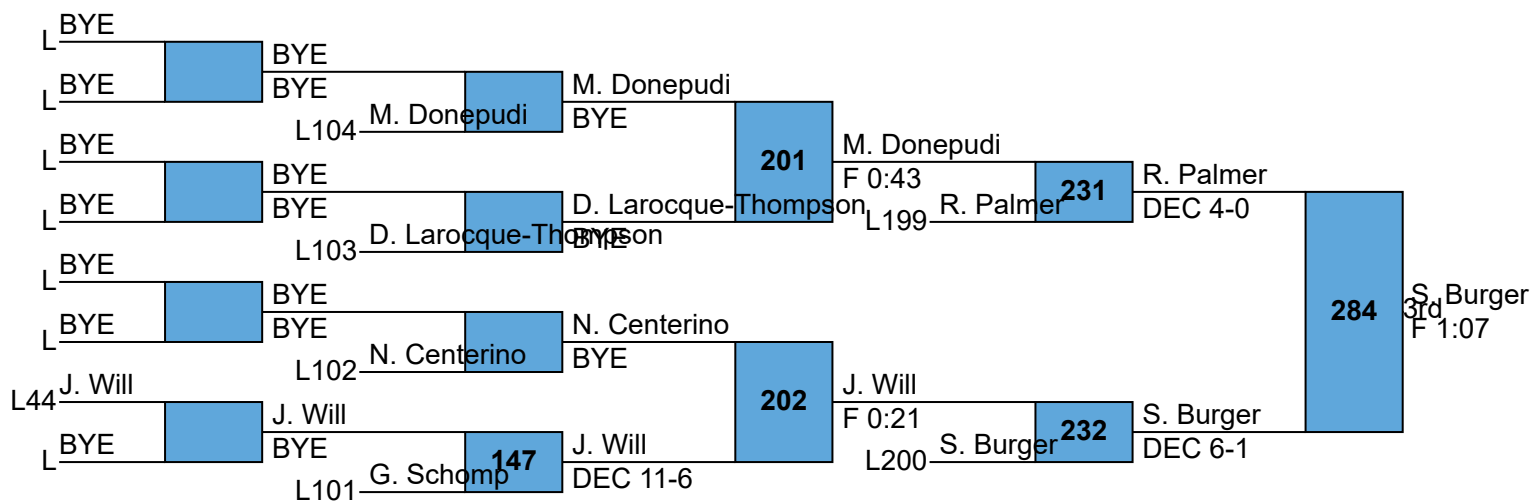 BYE
L
BYE
BYE
BYE
L
M. Donepudi
M. Donepudi
BYE
L104
BYE
L
201
M. Donepudi
F 0:43
BYE
BYE
231
R. Palmer
DEC 4-0
BYE
L
D. Larocque-Thompson
BYE
R. Palmer
L199
D. Larocque-Thompson
L103
BYE
L
BYE
BYE
284
S. Burger
3rd
F 1:07
BYE
L
N. Centerino
BYE
N. Centerino
L102
J. Will
L44
202
J. Will
F 0:21
J. Will
BYE
232
S. Burger
DEC 6-1
BYE
L
147
J. Will
DEC 11-6
S. Burger
L200
G. Schomp
L101